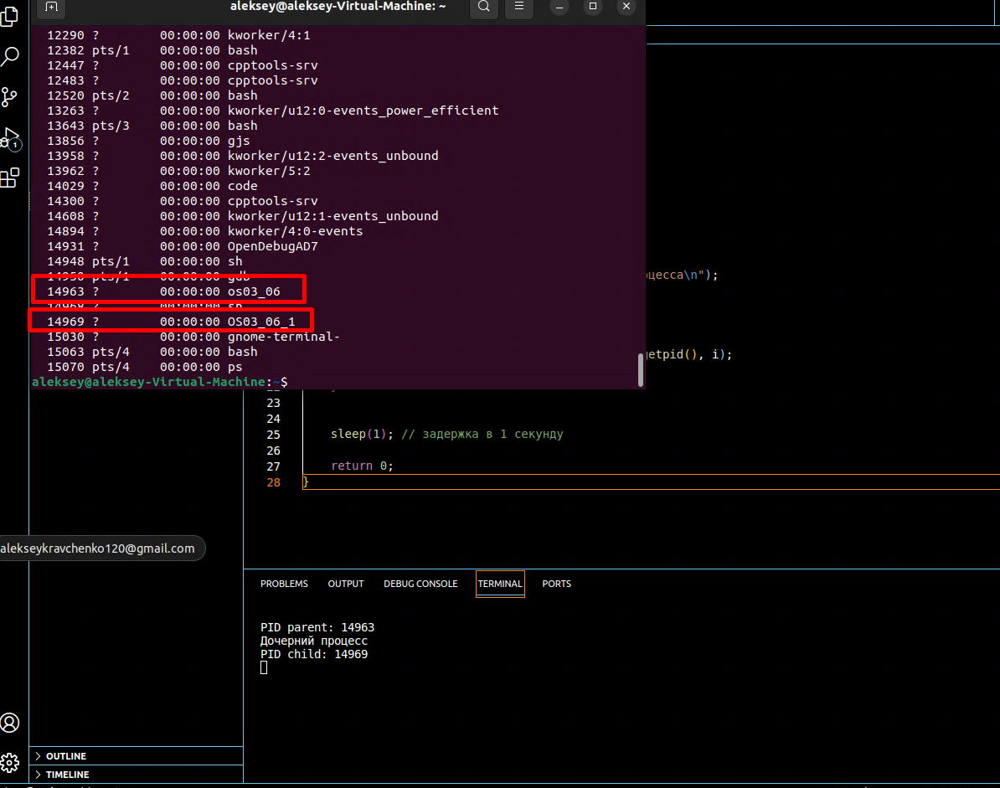 aleksey@aleksey-Virtual-Machine: ~
12290 ? 00:00:00 kworker/4:1
12382 pts/1 00:00:00 bash
12447 ? 00:00:00 cpptools-srv
12483 ? 00:00:00 cpptools-srv
12520 pts/2 00:00:00 bash
13263 ? 00:00:00 kworker/u12:0-events_power_efficient
13643 pts/3 00:00:00 bash
13856 ? 00:00:00 gjs
13958 ? 00:00:00 kworker/u12:2-events_unbound
13962 ? 00:00:00 kworker/5:2
14029 ? 00:00:00 code
14300 ? 00:00:00 cpptools-srv
14608 ? 00:00:00 kworker/u12:1-events_unbound
14894 ? 00:00:00 kworker/4:0-events
14931 ? 00:00:00 OpenDebugAD7
14948 pts/1 00:00:00 sh
pts/1 00:00:00 gdb
14963 ? 00:00:00 os03_06
14968 ? 00:00:00 sh
14969 ? 00:00:00 OS03_06_1
15030 ? 00:00:00 gnome-terminal-
15063 pts/4 00:00:00 bash
15070 pts/4 00:00:00 ps
aleksey@aleksey-Virtual-Machine:~$
1
оцесса\n");
getpid(), i);
23
24
25 sleep(1); // задержка в 1 секунду
26
27 return 0;
28 }
alekseykravchenko120@gmail.com
PROBLEMS OUTPUT DEBUG CONSOLE TERMINAL PORTS
PID parent: 14963
Дочерний процесс
PID child: 14969
OUTLINE
TIMELINE